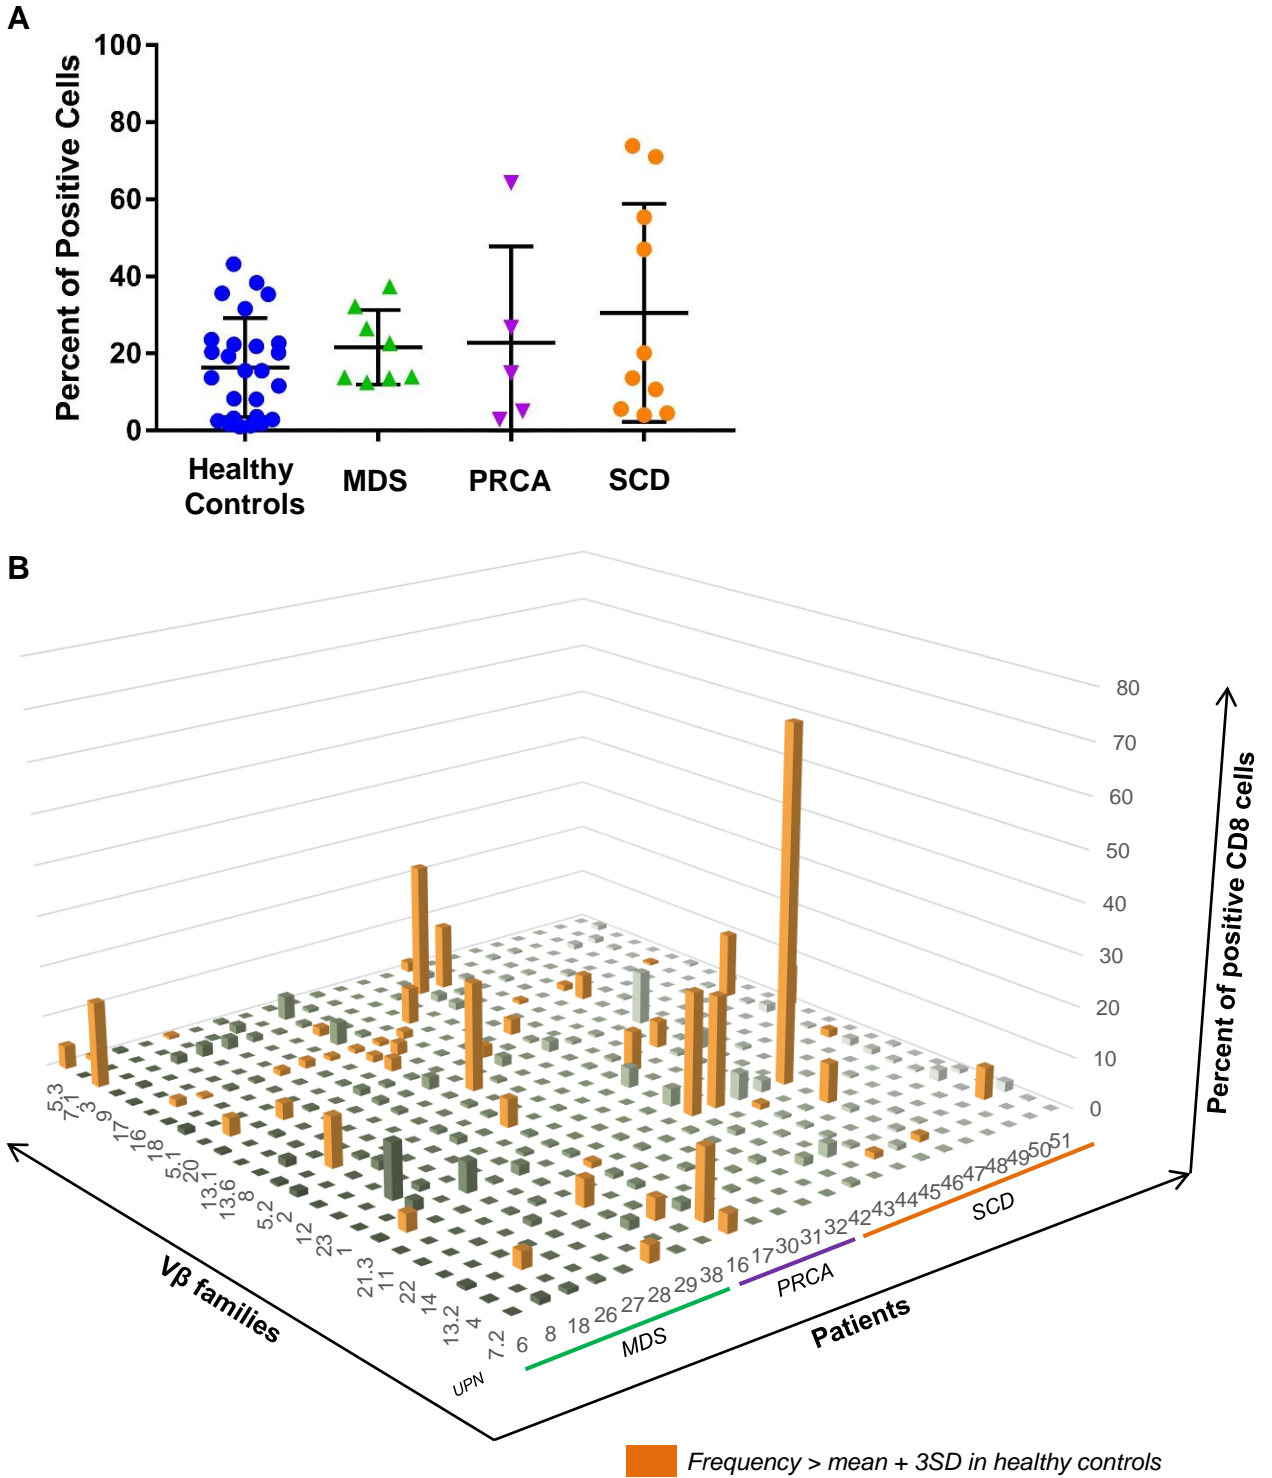 A
Percent of Positive Cells
100
80
60
40
20
0
Healthy
Controls
MDS
PRCA
SCD
B
80
70
60
50
40
30
20
10
0
Percent of positive CD8 cells
5.3
7.1
3
9
17
16
18
5.1
20
13.1
13.6
8
5.2
2
12
23
1
21.3
11
22
14
13.2
4
7.2
Vβ families
UPN
6 8 18 26 27 28 29 38 16 17 30 31 32 42 43 44 45 46 47 48 49 50 51
MDS
PRCA
SCD
Patients
Frequency > mean + 3SD in healthy controls